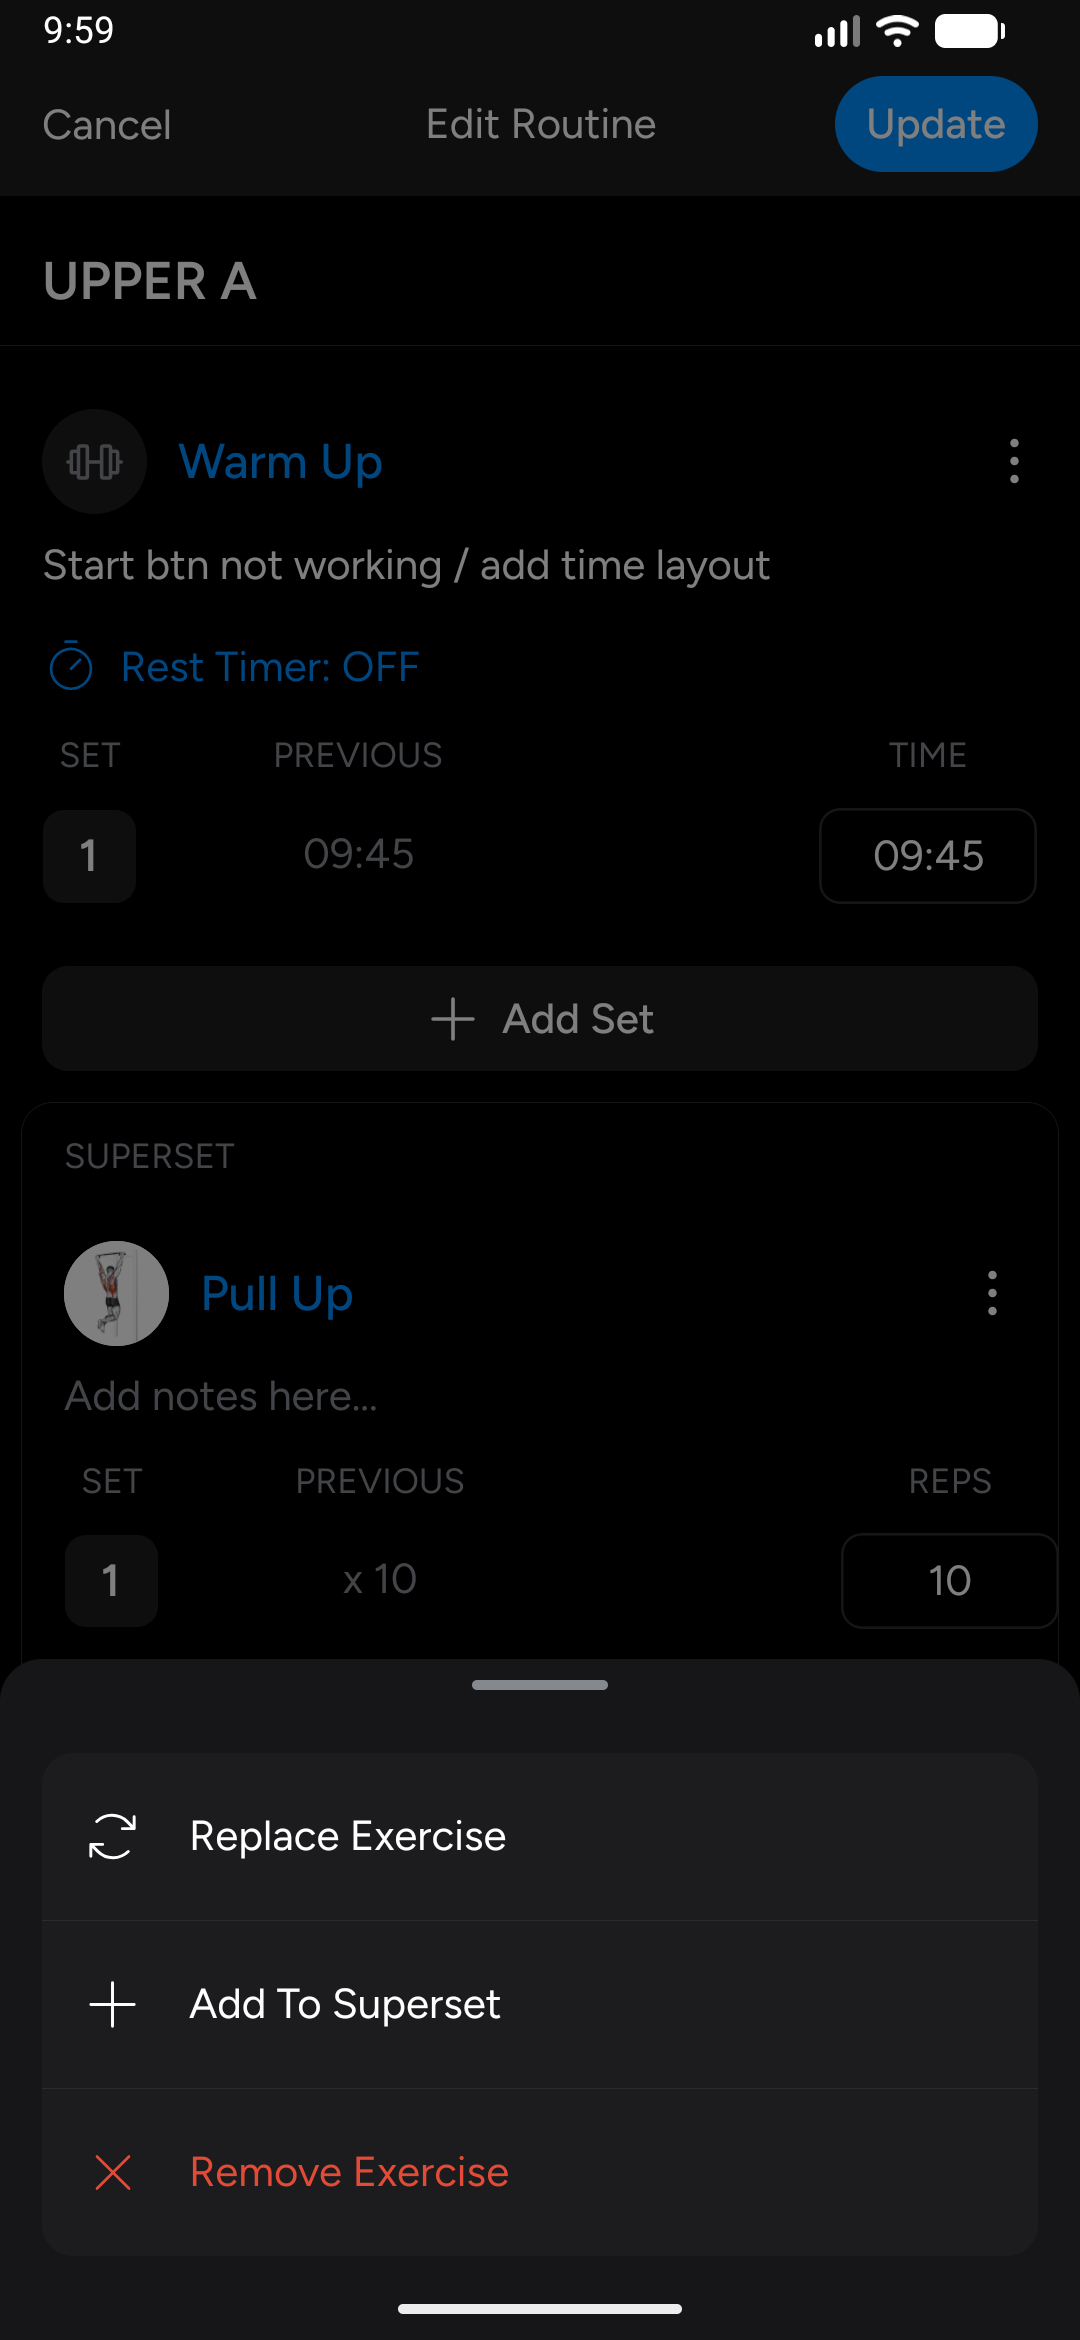 9:59
Cancel
Edit Routine
Update
UPPER A
Warm Up
Start btn not working / add time layout
Rest Timer: OFF
SET PREVIOUS TIME
1 09:45 09:45
Add Set
SUPERSET
Pull Up
Add notes here...
SET PREVIOUS REPS
1 x 10 10
Replace Exercise
Add To Superset
Remove Exercise